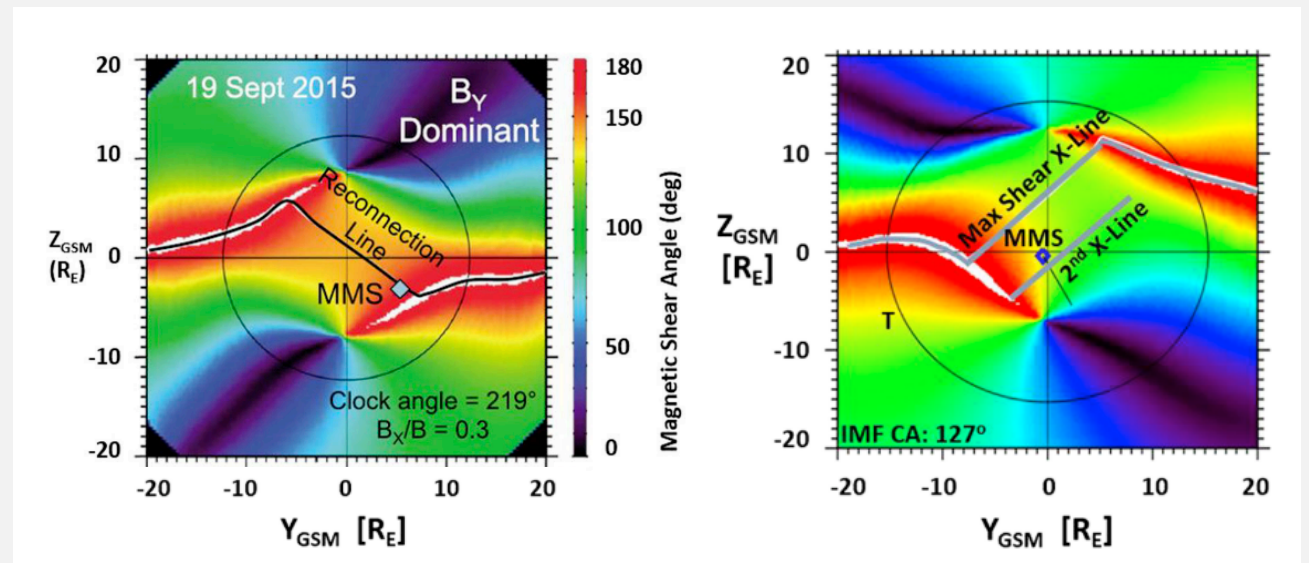 19 Sept 2015
B_Y
Dominant
Reconnection
Line
MMS
Clock angle = 219°
B_X/B = 0.3
20
10
0
-10
-20
Z_GSM
(R_E)
-20
-10
0
10
20
Y_GSM [R_E]
180
150
100
50
0
Magnetic Shear Angle (deg)
Max Shear X-Line
MMS
2nd X-Line
T
IMF CA: 127°
20
10
0
-10
-20
Z_GSM
[R_E]
-20
-10
0
10
20
Y_GSM [R_E]